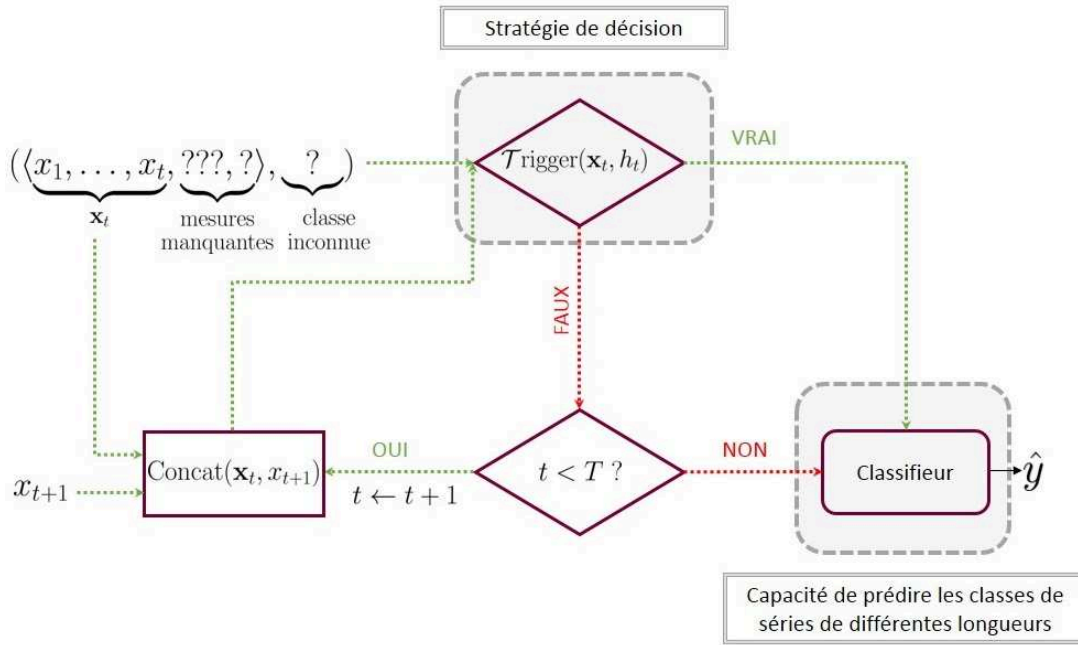 Stratégie de décision
VRAI
𝒯rigger(𝐱ₜ, hₜ)
(⟨x₁, …, xₜ, ???, ?⟩, ?)
𝐱ₜ
mesures
manquantes
classe
inconnue
FAUX
OUI
t < T ?
NON
Classifieur
ŷ
Concat(𝐱ₜ, xₜ₊₁)
xₜ₊₁
t ← t + 1
Capacité de prédire les classes de
séries de différentes longueurs